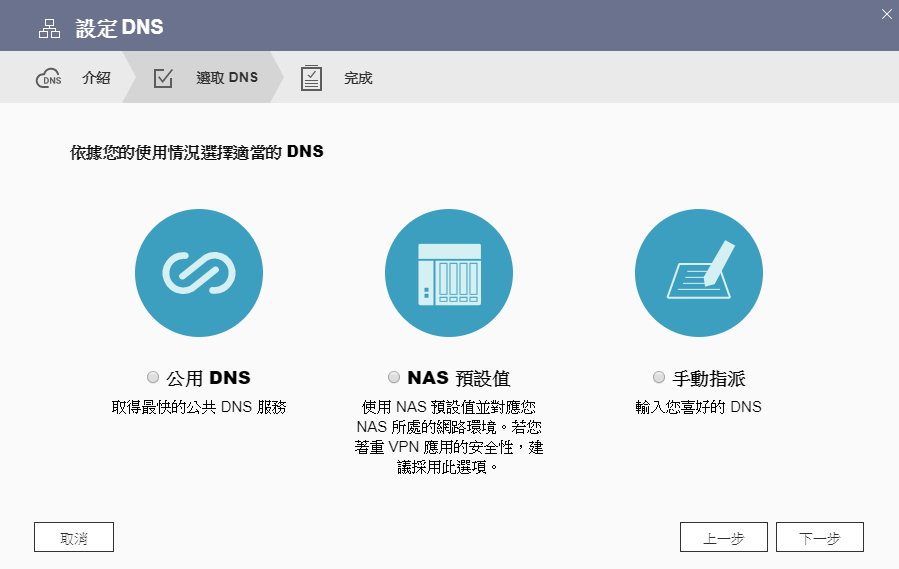 設定 DNS
DNS 介紹
選取 DNS
完成
依據您的使用情況選擇適當的 DNS
公用 DNS
取得最快的公共 DNS 服務
NAS 預設值
使用 NAS 預設值並對應您
NAS 所處的網路環境。若您
著重 VPN 應用的安全性，建
議採用此選項。
手動指派
輸入您喜好的 DNS
取消
上一步
下一步